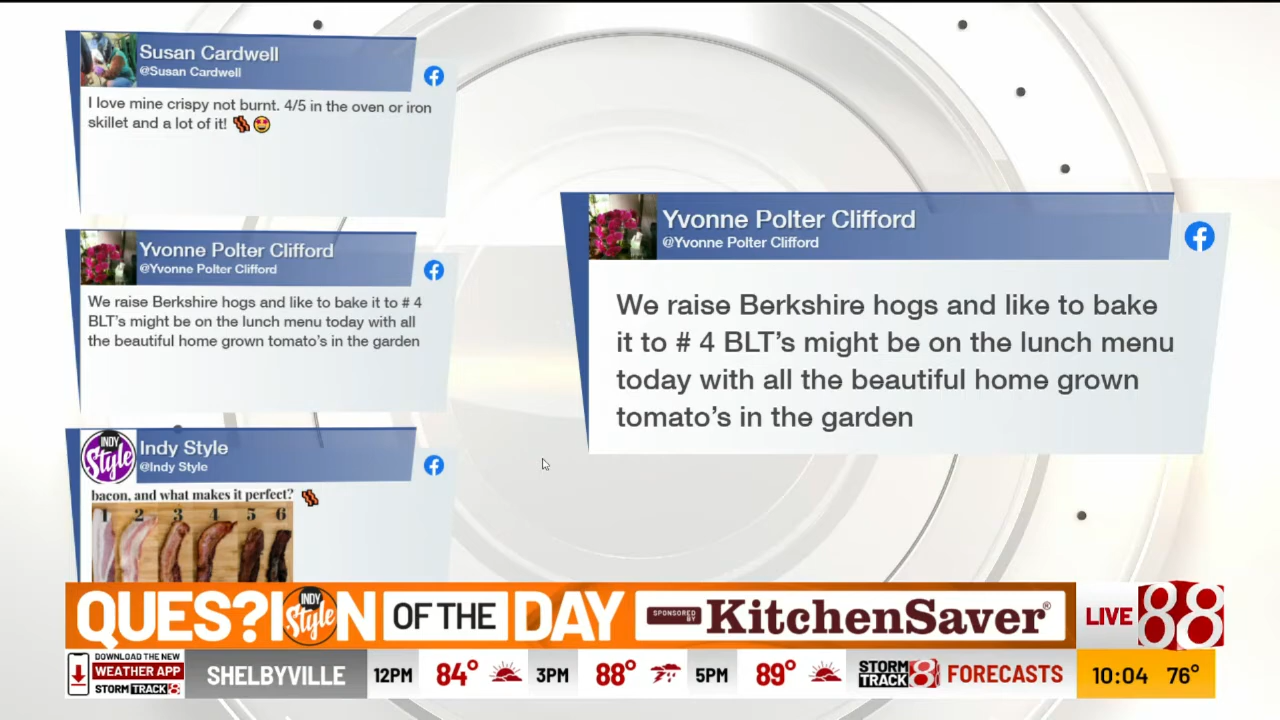 Susan Cardwell
@Susan Cardwell
I love mine crispy not burnt. 4/5 in the oven or iron
skillet and a lot of it!
Yvonne Polter Clifford
@Yvonne Polter Clifford
We raise Berkshire hogs and like to bake it to # 4
BLT's might be on the lunch menu today with all
the beautiful home grown tomato's in the garden
INDY
Style
Indy Style
@Indy Style
bacon, and what makes it perfect?
1 2 3 4 5 6
Yvonne Polter Clifford
@Yvonne Polter Clifford
We raise Berkshire hogs and like to bake
it to # 4 BLT's might be on the lunch menu
today with all the beautiful home grown
tomato's in the garden
QUES?I INDY Style N OF THE DAY
SPONSORED BY KitchenSaver®
LIVE 88
DOWNLOAD THE NEW
WEATHER APP
STORM TRACK 8
SHELBYVILLE 12PM 84° 3PM 88° 5PM 89°
STORM TRACK 8 FORECASTS
10:04 76°